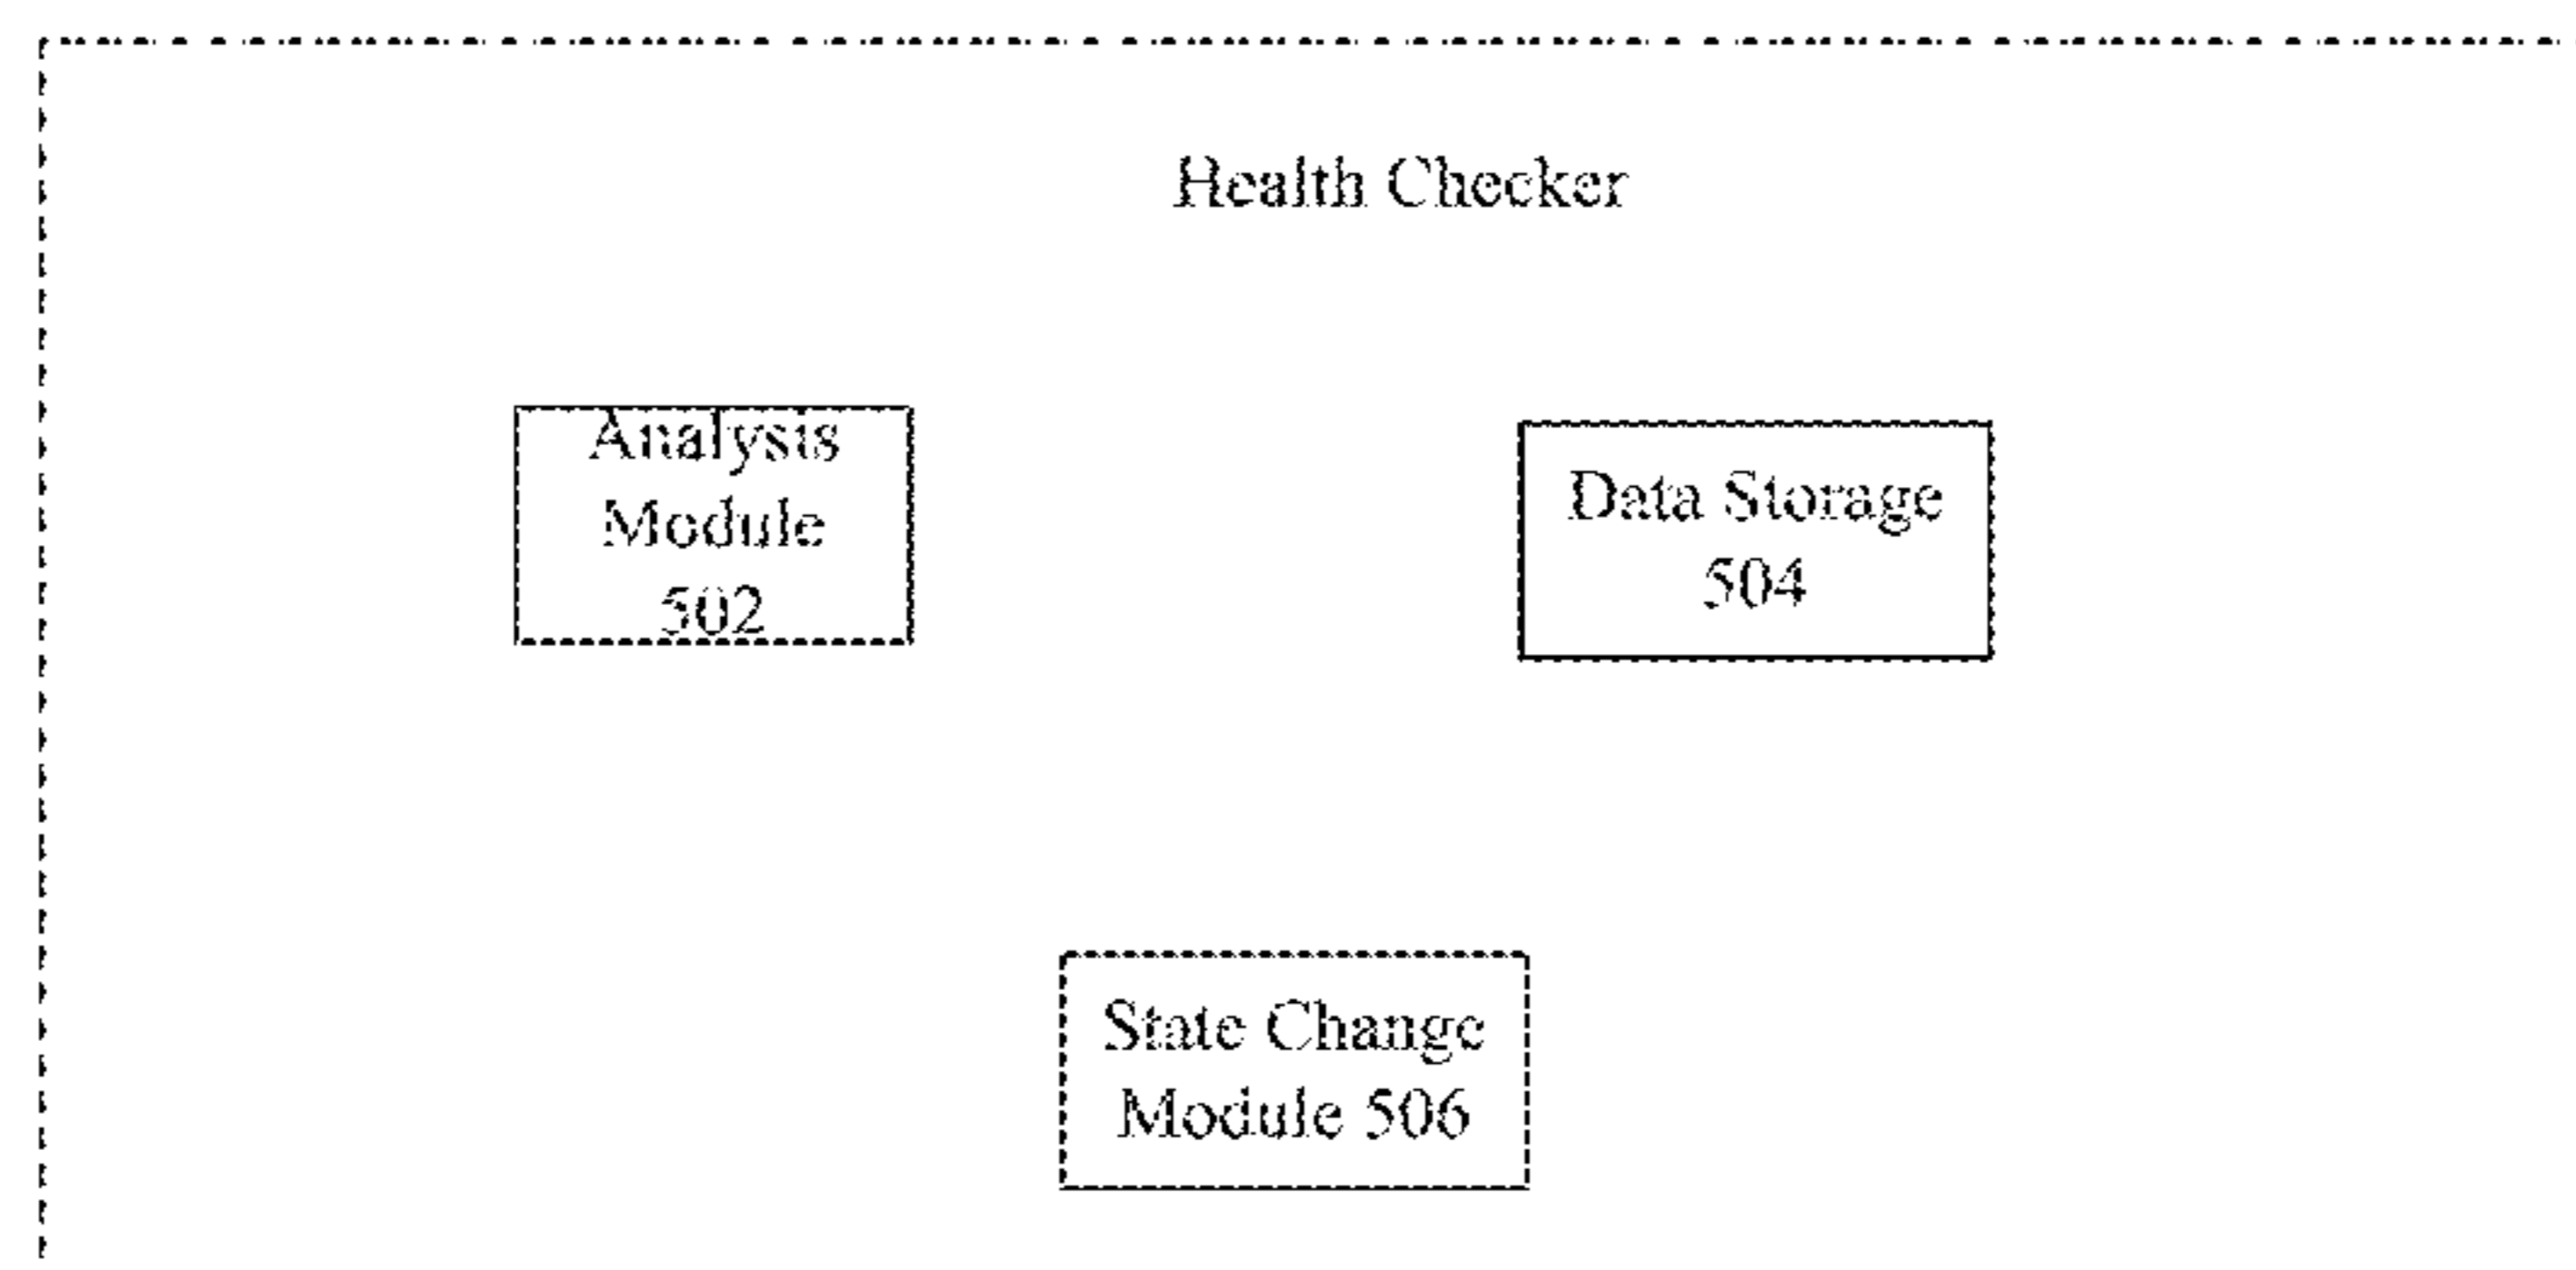 Health Checker
Analysis
Module
502
Data Storage
504
State Change
Module 506